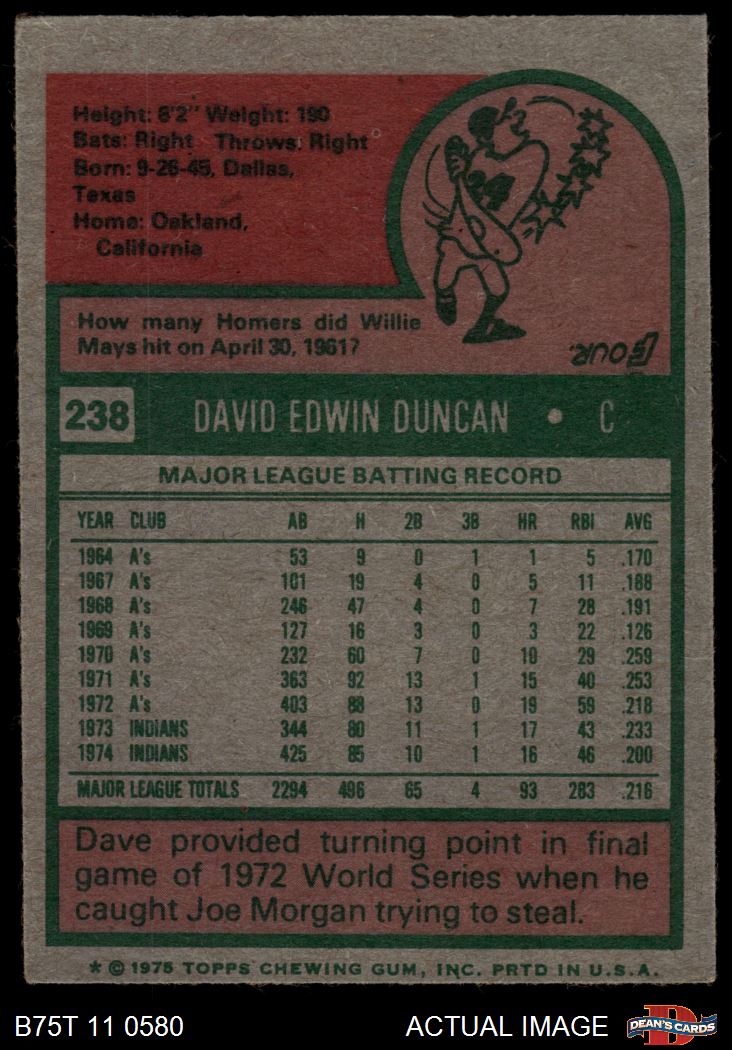 Height: 6'2" Weight: 190
Bats: Right Throws: Right
Born: 9-26-45, Dallas,
Texas
Home: Oakland,
California
How many Homers did Willie
Mays hit on April 30, 1961?
FOUR.
24
238 DAVID EDWIN DUNCAN • C
MAJOR LEAGUE BATTING RECORD
YEAR CLUB AB H 2B 3B HR RBI AVG
1964 A's 53 9 0 1 1 5 .170
1967 A's 101 19 4 0 5 11 .188
1968 A's 246 47 4 0 7 28 .191
1969 A's 127 16 3 0 3 22 .126
1970 A's 232 60 7 0 10 29 .259
1971 A's 363 92 13 1 15 40 .253
1972 A's 403 88 13 0 19 59 .218
1973 INDIANS 344 80 11 1 17 43 .233
1974 INDIANS 425 85 10 1 16 46 .200
MAJOR LEAGUE TOTALS 2294 496 65 4 93 283 .216
Dave provided turning point in final
game of 1972 World Series when he
caught Joe Morgan trying to steal.
* © 1975 TOPPS CHEWING GUM, INC. PRTD IN U.S.A.
B75T 11 0580 ACTUAL IMAGE
DEAN'S CARDS